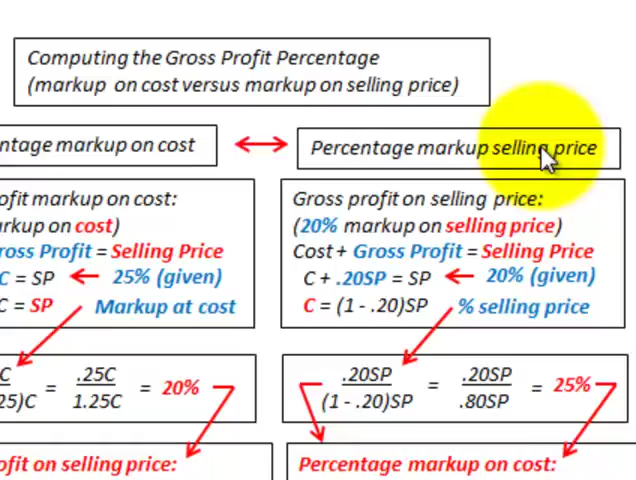 Computing the Gross Profit Percentage
(markup on cost versus markup on selling price)
ntage markup on cost
Percentage markup selling price
ofit markup on cost:
arkup on cost)
ross Profit = Selling Price
C = SP 25% (given)
C = SP Markup at cost
Gross profit on selling price:
(20% markup on selling price)
Cost + Gross Profit = Selling Price
C + .20SP = SP 20% (given)
C = (1 - .20)SP % selling price
C = .25C = 20%
25)C 1.25C
.20SP = .20SP = 25%
(1 - .20)SP .80SP
ofit on selling price:
Percentage markup on cost: